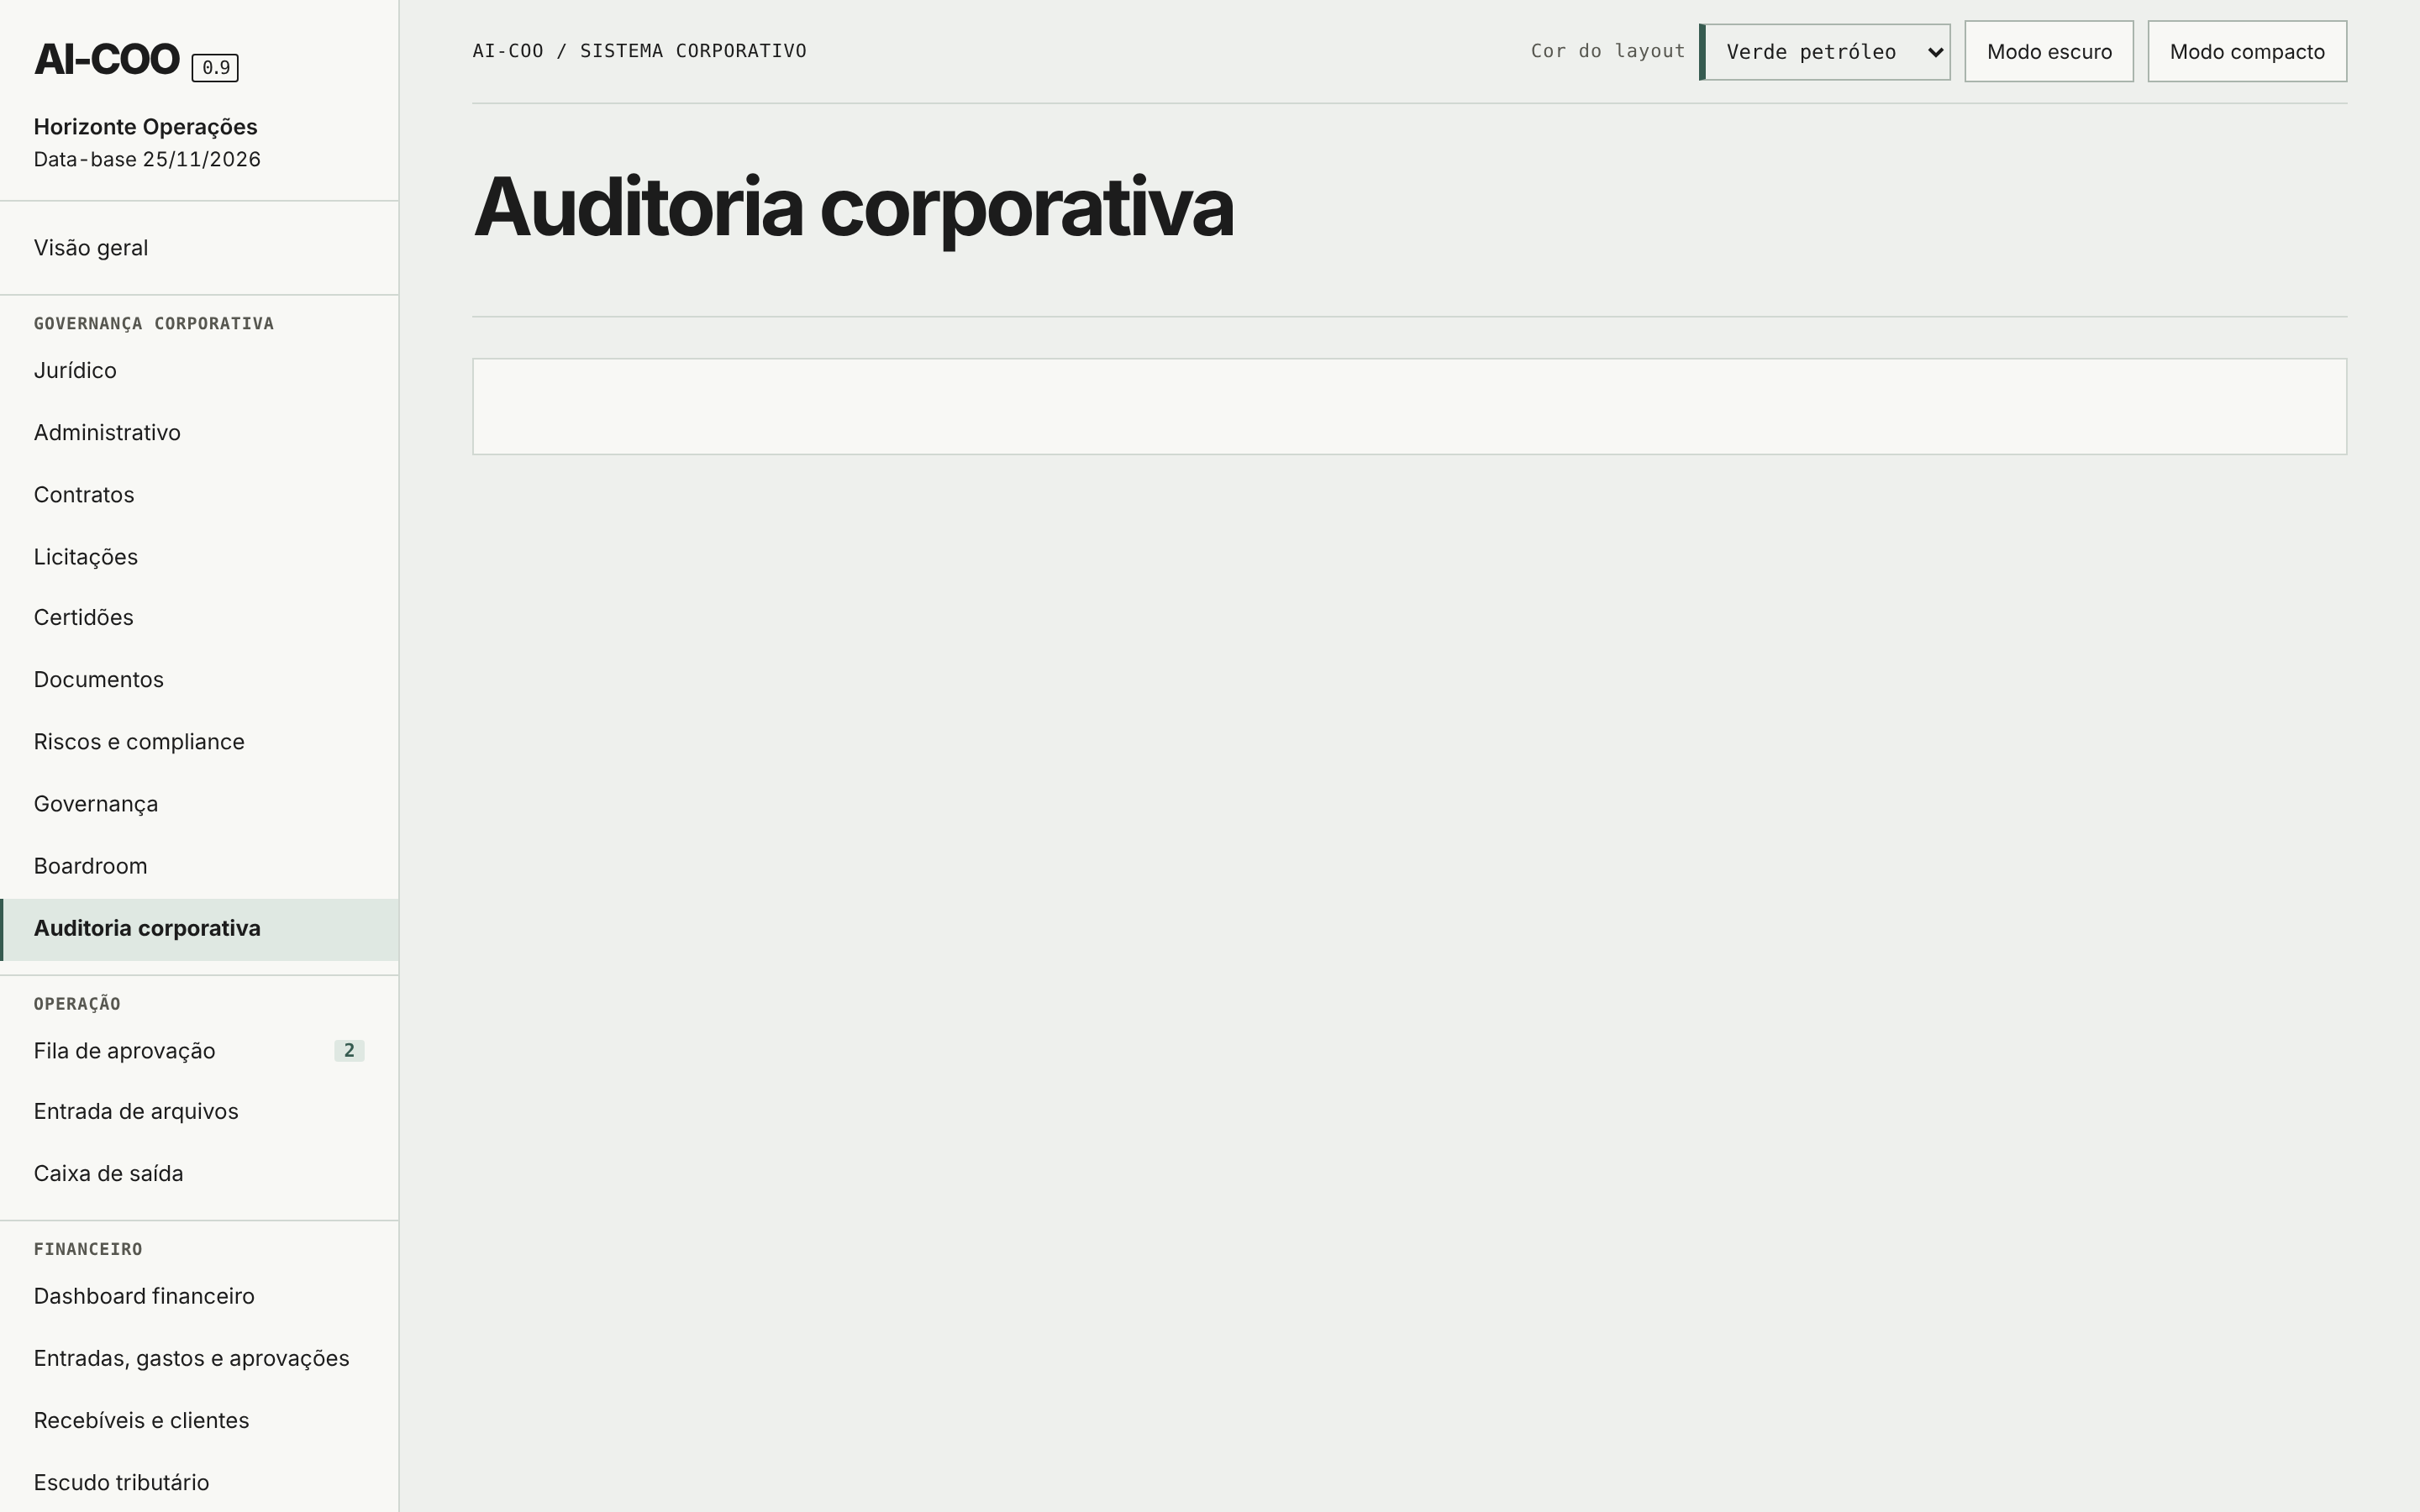 AI-COO 0.9
Horizonte Operações
Data-base 25/11/2026
Visão geral
GOVERNANÇA CORPORATIVA
Jurídico
Administrativo
Contratos
Licitações
Certidões
Documentos
Riscos e compliance
Governança
Boardroom
Auditoria corporativa
OPERAÇÃO
Fila de aprovação 2
Entrada de arquivos
Caixa de saída
FINANCEIRO
Dashboard financeiro
Entradas, gastos e aprovações
Recebíveis e clientes
Escudo tributário
AI-COO / SISTEMA CORPORATIVO
Cor do layout Verde petróleo Modo escuro Modo compacto
Auditoria corporativa